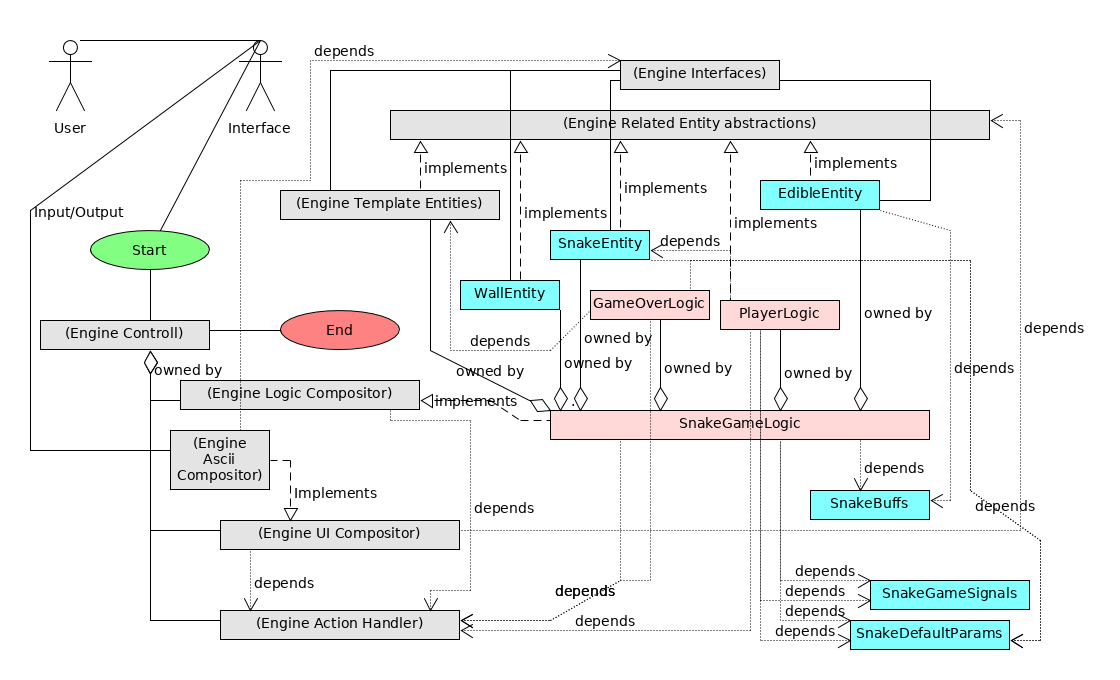 depends
(Engine Interfaces)
User
Interface
(Engine Related Entity abstractions)
implements
implements
EdibleEntity
implements
(Engine Template Entities)
Input/Output
implements
implements
Start
SnakeEntity
depends
WallEntity
GameOverLogic
PlayerLogic
owned by
(Engine Controll)
End
depends
depends
owned by
owned by
owned by
owned by
owned by
owned by
depends
(Engine Logic Compositor)
implements
SnakeGameLogic
(Engine
Ascii
Compositor)
depends
Implements
SnakeBuffs
depends
depends
(Engine UI Compositor)
depends
depends
depends
depends
SnakeGameSignals
depends
depends
(Engine Action Handler)
depends
SnakeDefaultParams